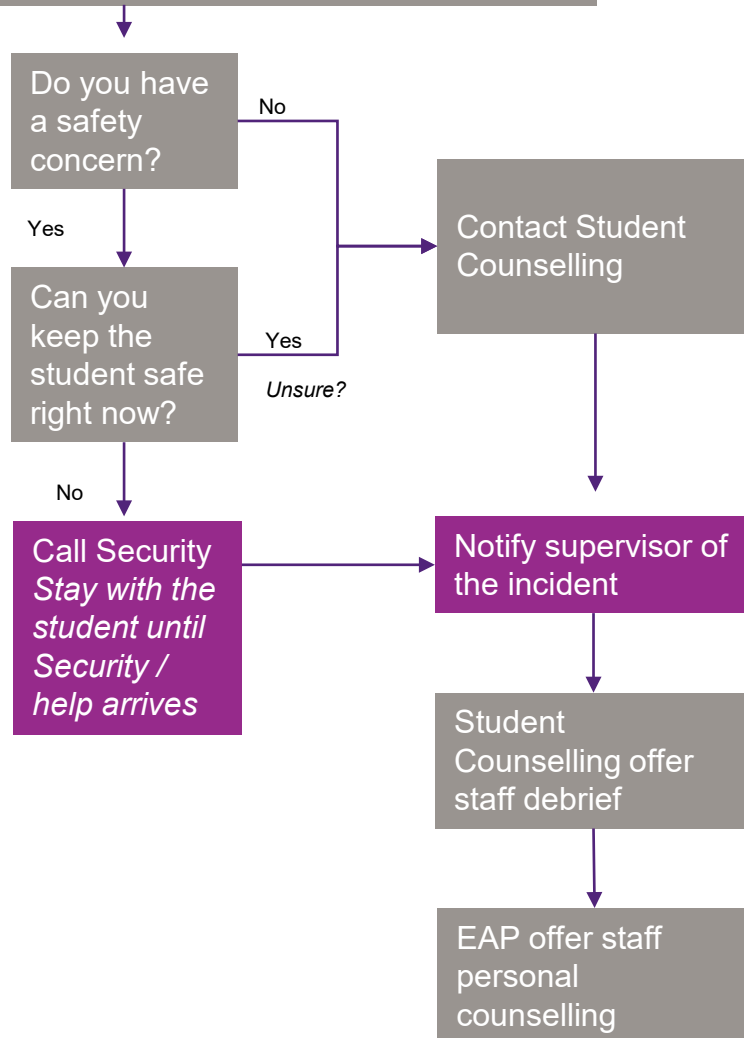 Do you have
a safety
concern?
No
Yes
Can you
keep the
student safe
right now?
Yes
Unsure?
No
Contact Student
Counselling
Call Security
Stay with the
student until
Security /
help arrives
Notify supervisor of
the incident
Student
Counselling offer
staff debrief
EAP offer staff
personal
counselling